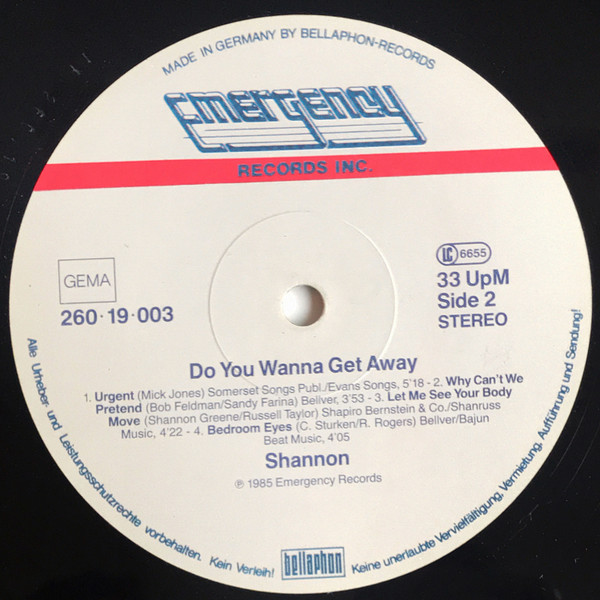 MADE IN GERMANY BY BELLAPHON-RECORDS
Emergency
RECORDS INC.
GEMA
260·19·003
LC 6655
33 UpM
Side 2
STEREO
Do You Wanna Get Away
1. Urgent (Mick Jones) Somerset Songs Publ./Evans Songs, 5'18 - 2. Why Can't We
Pretend (Bob Feldman/Sandy Farina) Bellver, 3'53 - 3. Let Me See Your Body
Move (Shannon Greene/Russell Taylor) Shapiro Bernstein & Co./Shanruss
Music, 4'22 - 4. Bedroom Eyes (C. Sturken/R. Rogers) Bellver/Bajun
Beat Music, 4'05
Shannon
℗ 1985 Emergency Records
Alle Urheber und Leistungsschutzrechte vorbehalten. Kein Verleih! Keine unerlaubte Vervielfältigung, Vermietung, Aufführung und Sendung!
bellaphon